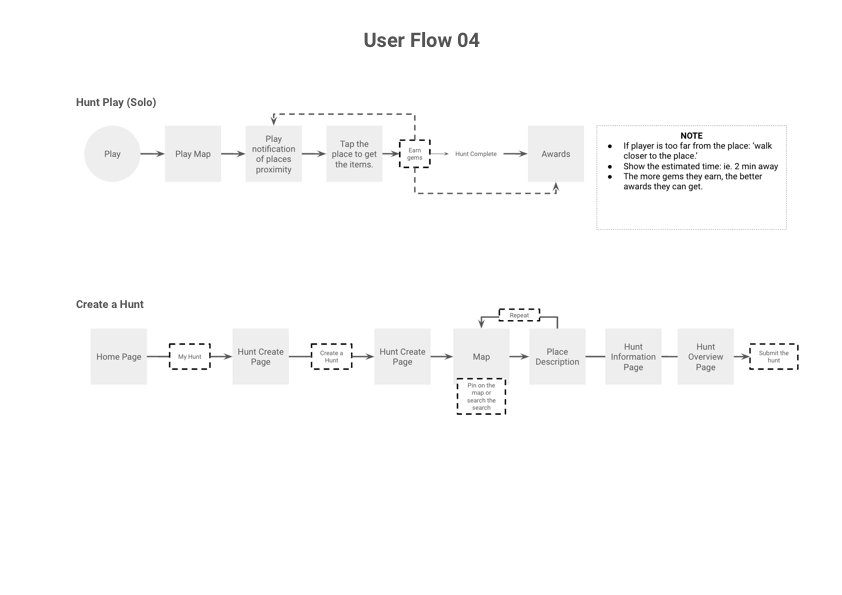 User Flow 04
Hunt Play (Solo)
Play
Play Map
Play
notification
of places
proximity
Tap the
place to get
the items.
Earn
gems
Hunt Complete
Awards
NOTE
● If player is too far from the place: 'walk
closer to the place.'
● Show the estimated time: ie. 2 min away
● The more gems they earn, the better
awards they can get.
Create a Hunt
Home Page
My Hunt
Hunt Create
Page
Create a
Hunt
Hunt Create
Page
Map
Pin on the
map or
search the
search
Repeat
Place
Description
Hunt
Information
Page
Hunt
Overview
Page
Submit the
hunt